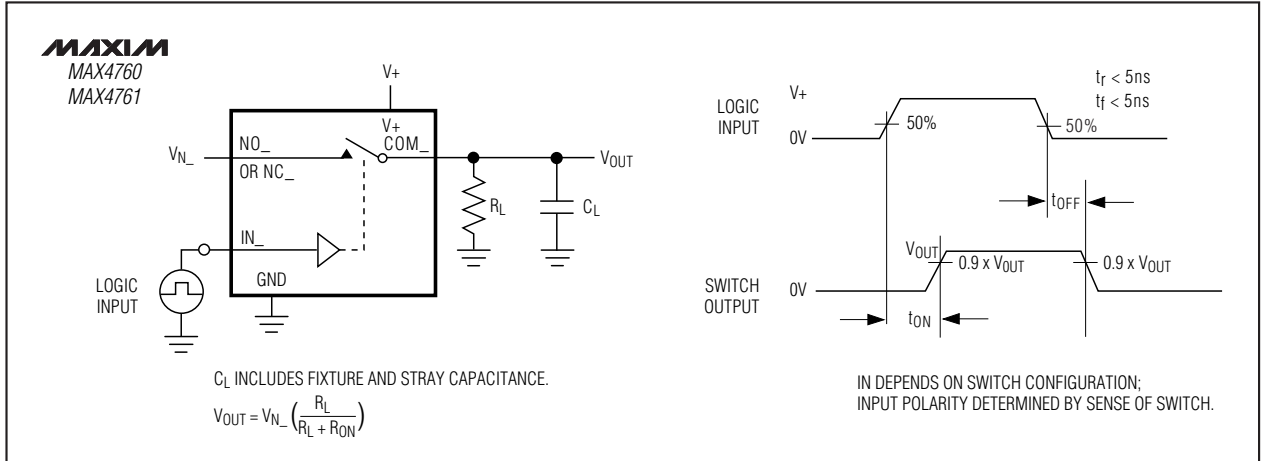 MAXIM
MAX4760
MAX4761
V+
V+
V_N_
NO_
COM_
V_OUT
OR NC_
R_L
C_L
IN_
LOGIC
INPUT
GND
C_L INCLUDES FIXTURE AND STRAY CAPACITANCE.
V_OUT = V_N_ (R_L / (R_L + R_ON))
LOGIC
INPUT
V+
0V
50%
50%
t_r < 5ns
t_f < 5ns
t_OFF
SWITCH
OUTPUT
V_OUT
0V
0.9 x V_OUT
0.9 x V_OUT
t_ON
IN DEPENDS ON SWITCH CONFIGURATION;
INPUT POLARITY DETERMINED BY SENSE OF SWITCH.